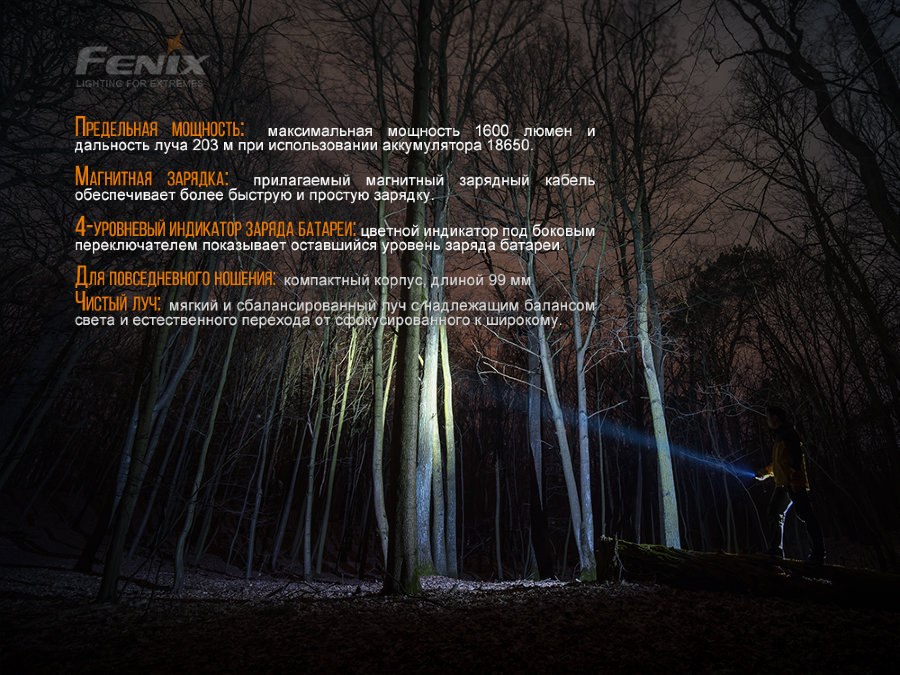 FENIX
LIGHTING FOR EXTREMES
Предельная мощность: максимальная мощность 1600 люмен и
дальность луча 203 м при использовании аккумулятора 18650.
Магнитная зарядка: прилагаемый магнитный зарядный кабель
обеспечивает более быструю и простую зарядку.
4-уровневый индикатор заряда батареи: цветной индикатор под боковым
переключателем показывает оставшийся уровень заряда батареи.
Для повседневного ношения: компактный корпус, длиной 99 мм
Чистый луч: мягкий и сбалансированный луч с надлежащим балансом
света и естественного перехода от сфокусированного к широкому.